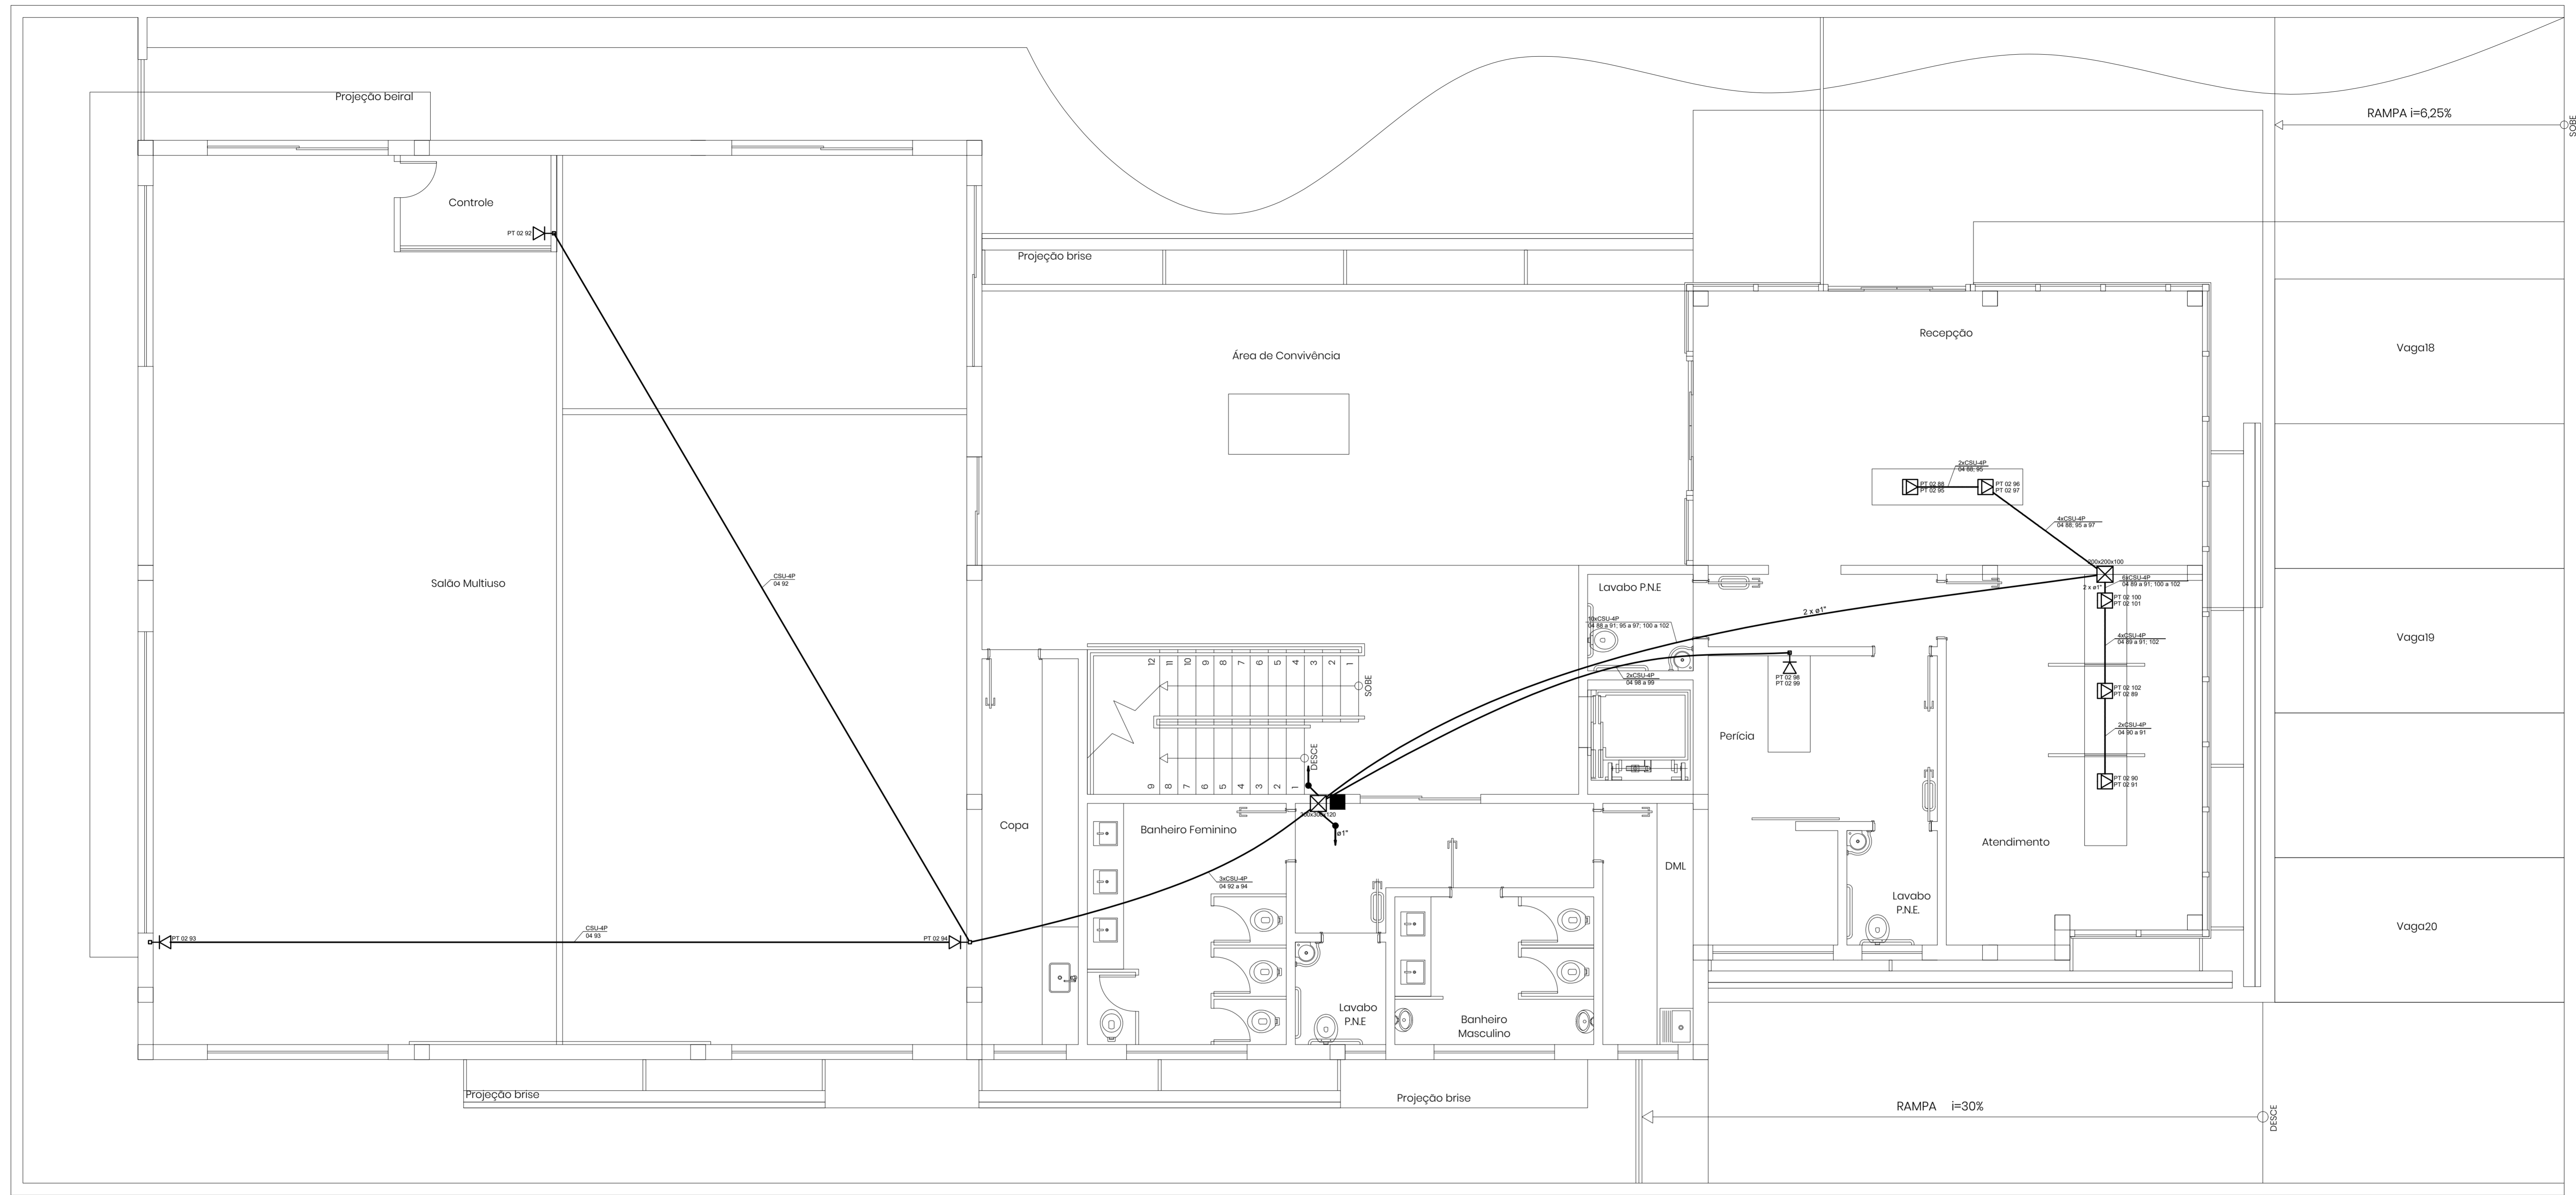 Projeção beiral
RAMPA i=6,25%
SOBE
Controle
PT 02 92
Projeção brise
Recepção
Área de Convivência
Vaga18
2xCSU-4P
04 88; 95
PT 02 88
PT 02 95
PT 02 96
PT 02 97
4xCSU-4P
04 88; 95 a 97
200x200x100
6xCSU-4P
04 89 a 91; 100 a 102
2 x ø1"
PT 02 100
PT 02 101
CSU-4P
04 92
Salão Multiuso
Lavabo P.N.E
2 x ø1"
10xCSU-4P
04 88 a 91; 95 a 97; 100 a 102
4xCSU-4P
04 89 a 91; 102
Vaga19
12
11
10
9
8
7
6
5
4
3
2
1
SOBE
2xCSU-4P
04 98 a 99
PT 02 98
PT 02 99
PT 02 102
PT 02 89
2xCSU-4P
04 90 a 91
Perícia
DESCE
9
8
7
6
5
4
3
2
1
PT 02 90
PT 02 91
Copa
Banheiro Feminino
ø1"
Atendimento
DML
3xCSU-4P
04 92 a 94
Lavabo
P.N.E.
Vaga20
PT 02 93
CSU-4P
04 93
PT 02 94
Lavabo
P.N.E
Banheiro
Masculino
Projeção brise
Projeção brise
RAMPA i=30%
DESCE